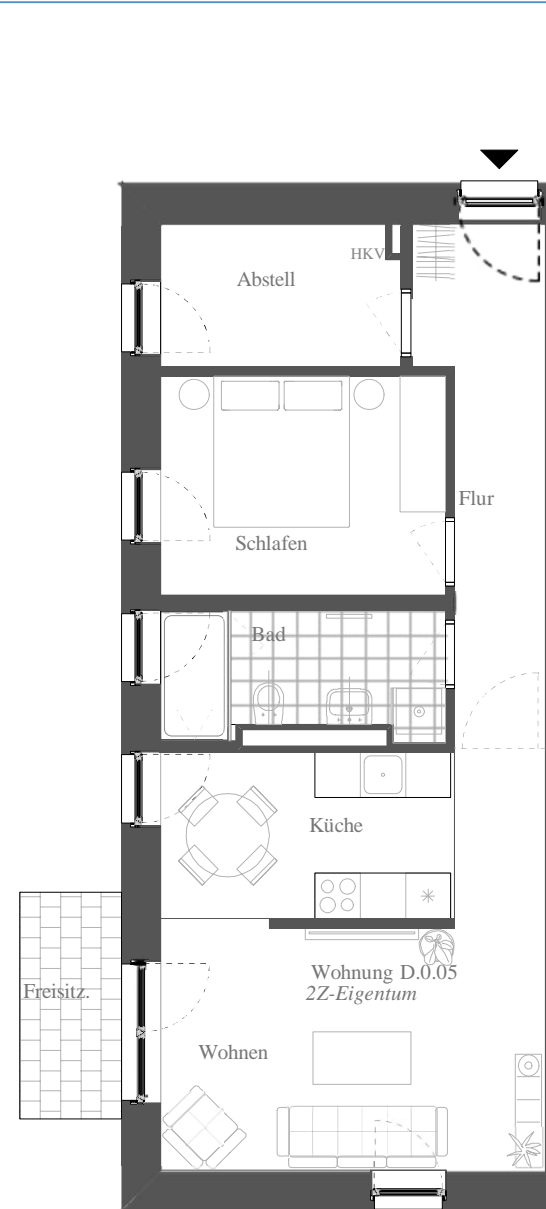 HKV
Abstell
Flur
Schlafen
Bad
Küche
Wohnung D.0.05
2Z-Eigentum
Freisitz.
Wohnen